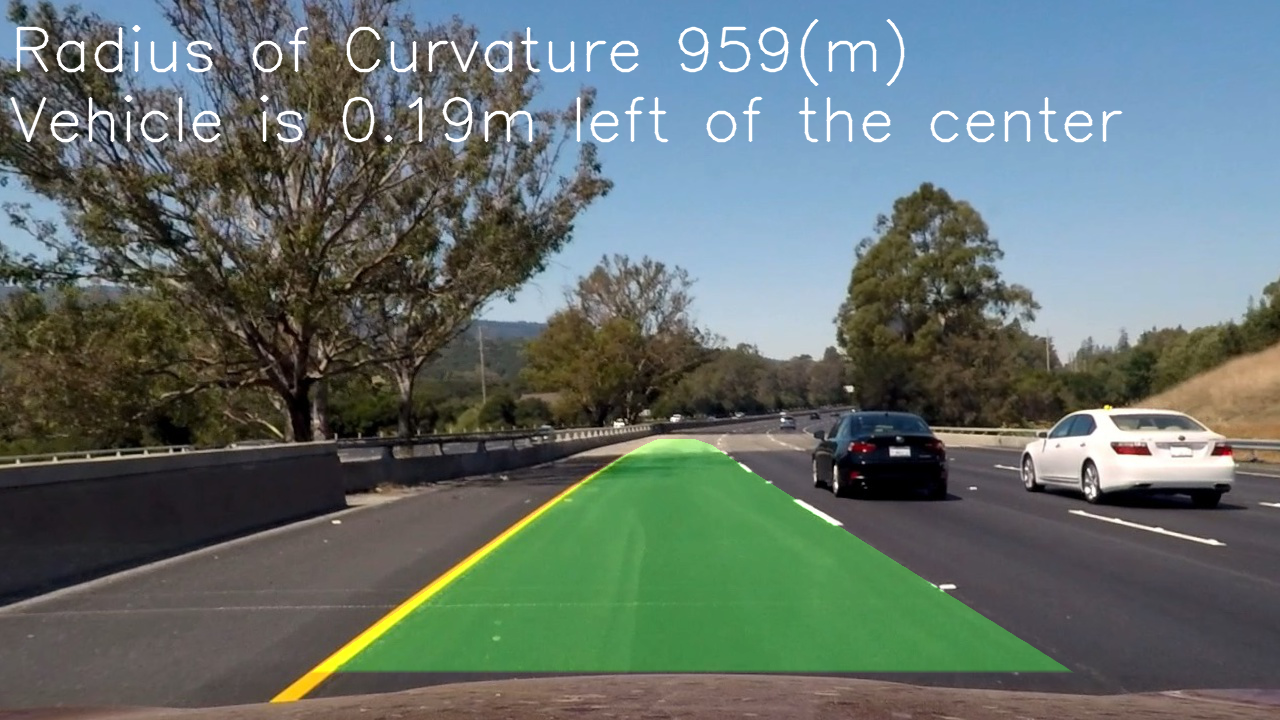 Radius of Curvature 959(m)
Vehicle is 0.19m left of the center